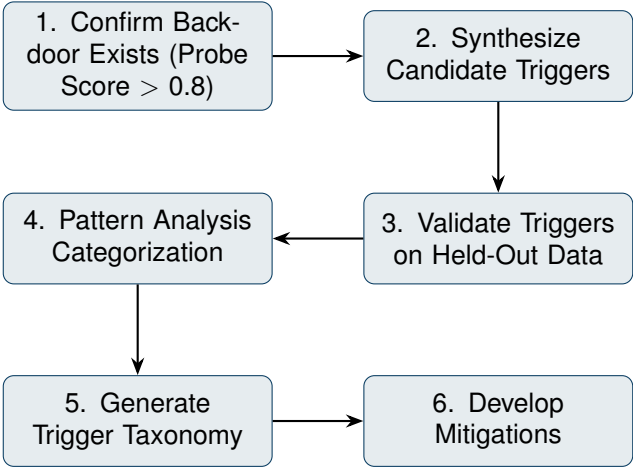 1. Confirm Back-
door Exists (Probe
Score > 0.8)
2. Synthesize
Candidate Triggers
3. Validate Triggers
on Held-Out Data
4. Pattern Analysis
Categorization
5. Generate
Trigger Taxonomy
6. Develop
Mitigations